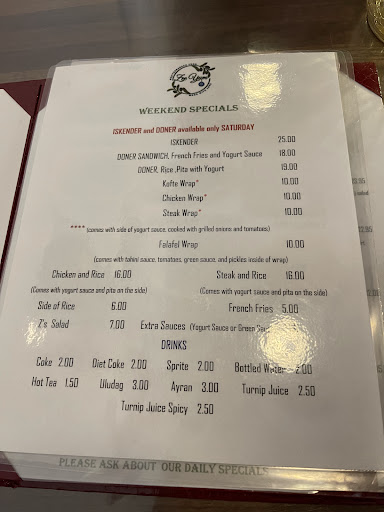 WEEKEND SPECIALS
ISKENDER and DONER available only SATURDAY
ISKENDER 25.00
DONER SANDWICH, French Fries and Yogurt Sauce 18.00
DONER, Rice ,Pita with Yogurt 19.00
Kofte Wrap* 10.00
Chicken Wrap* 10.00
Steak Wrap* 10.00
**** (comes with side of yogurt sauce, cooked with grilled onions and tomatoes)
Falafel Wrap 10.00
(comes with tahini sauce, tomatoes, green sauce, and pickles inside of wrap)
Chicken and Rice 16.00 Steak and Rice 16.00
(Comes with yogurt sauce and pita on the side) (Comes with yogurt sauce and pita on the side)
Side of Rice 6.00 French Fries 5.00
Z's Salad 7.00 Extra Sauces (Yogurt Sauce or Green
DRINKS
Coke 2.00 Diet Coke 2.00 Sprite 2.00 Bottled Water 2.00
Hot Tea 1.50 Uludag 3.00 Ayran 3.00 Turnip Juice 2.50
Turnip Juice Spicy 2.50
PLEASE ASK ABOUT OUR DAILY SPECIALS